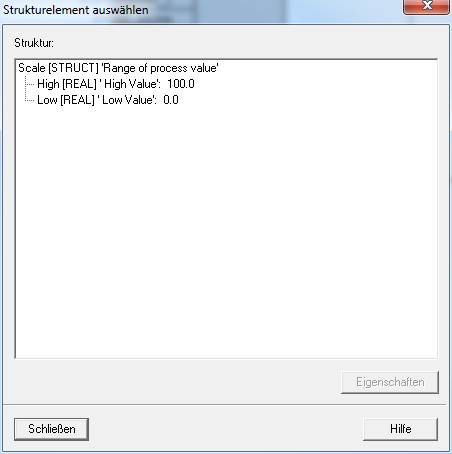 Strukturelement auswählen
Struktur:
Scale [STRUCT] 'Range of process value'
High [REAL] ' High Value':  100.0
Low [REAL] ' Low Value':  0.0
Eigenschaften
Schließen
Hilfe